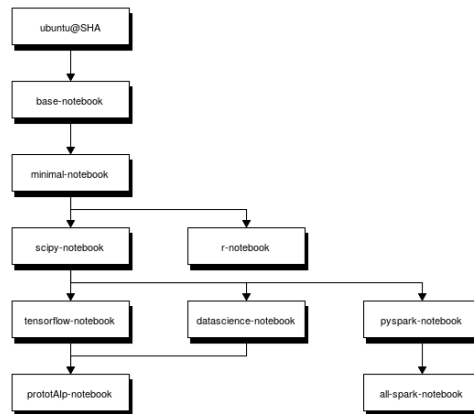 ubuntu@SHA
base-notebook
minimal-notebook
scipy-notebook
r-notebook
tensorflow-notebook
datascience-notebook
pyspark-notebook
prototAIp-notebook
all-spark-notebook